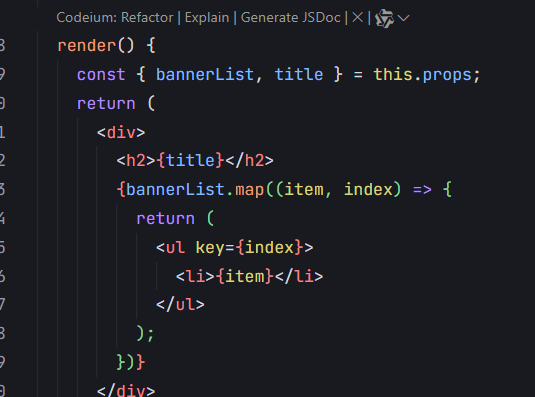 Codeium: Refactor | Explain | Generate JSDoc | × |
8 render() {
9 const { bannerList, title } = this.props;
0 return (
1 <div>
2 <h2>{title}</h2>
3 {bannerList.map((item, index) => {
4 return (
5 <ul key={index}>
6 <li>{item}</li>
7 </ul>
8 );
9 })}
0 </div>